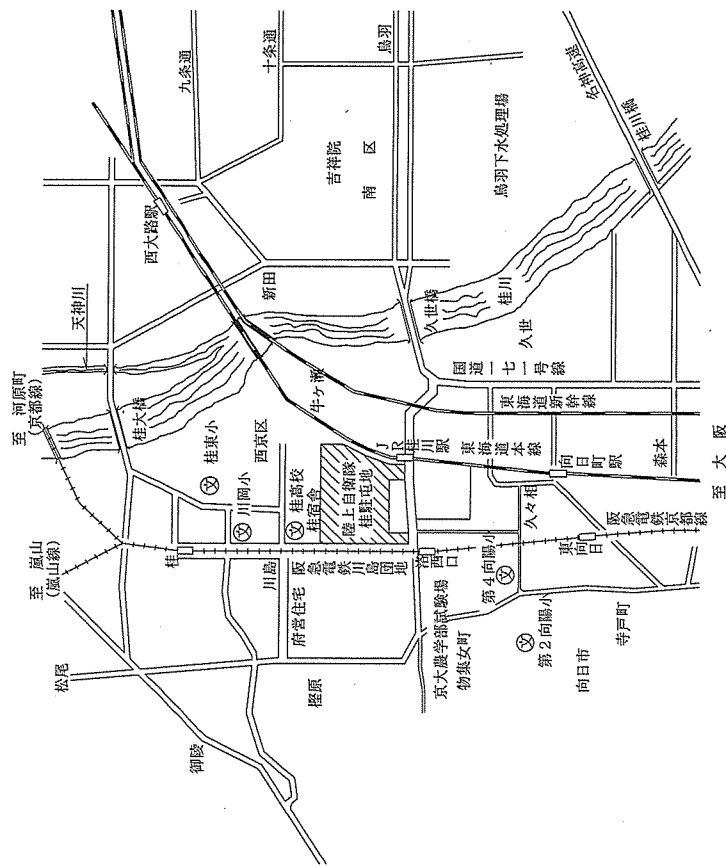 至 河原町
(京都線)
天神川
西大路駅
九条通
十条通
鳥羽
吉祥院
南 区
鳥羽下水処理場
名神高速
桂川橋
至 嵐山
(嵐山線)
松尾
御陵
桂大橋
新田
久世橋
桂川
久世
国道一七一号線
東海道新幹線
牛ヶ瀬
桂東小
西京区
文
川岡小
文
桂高校
桂宿舎
文
陸上自衛隊
桂駐屯地
JR桂川駅
東海道本線
向日町駅
森本
至 大 阪
桂
川島
阪急電鉄川島団地
府営住宅
樫原
洛西口
久々相
東向日
阪急電鉄京都線
京大農学部試験場
物集女町
第4向陽小
文
第2向陽小
文
向日市
寺戸町